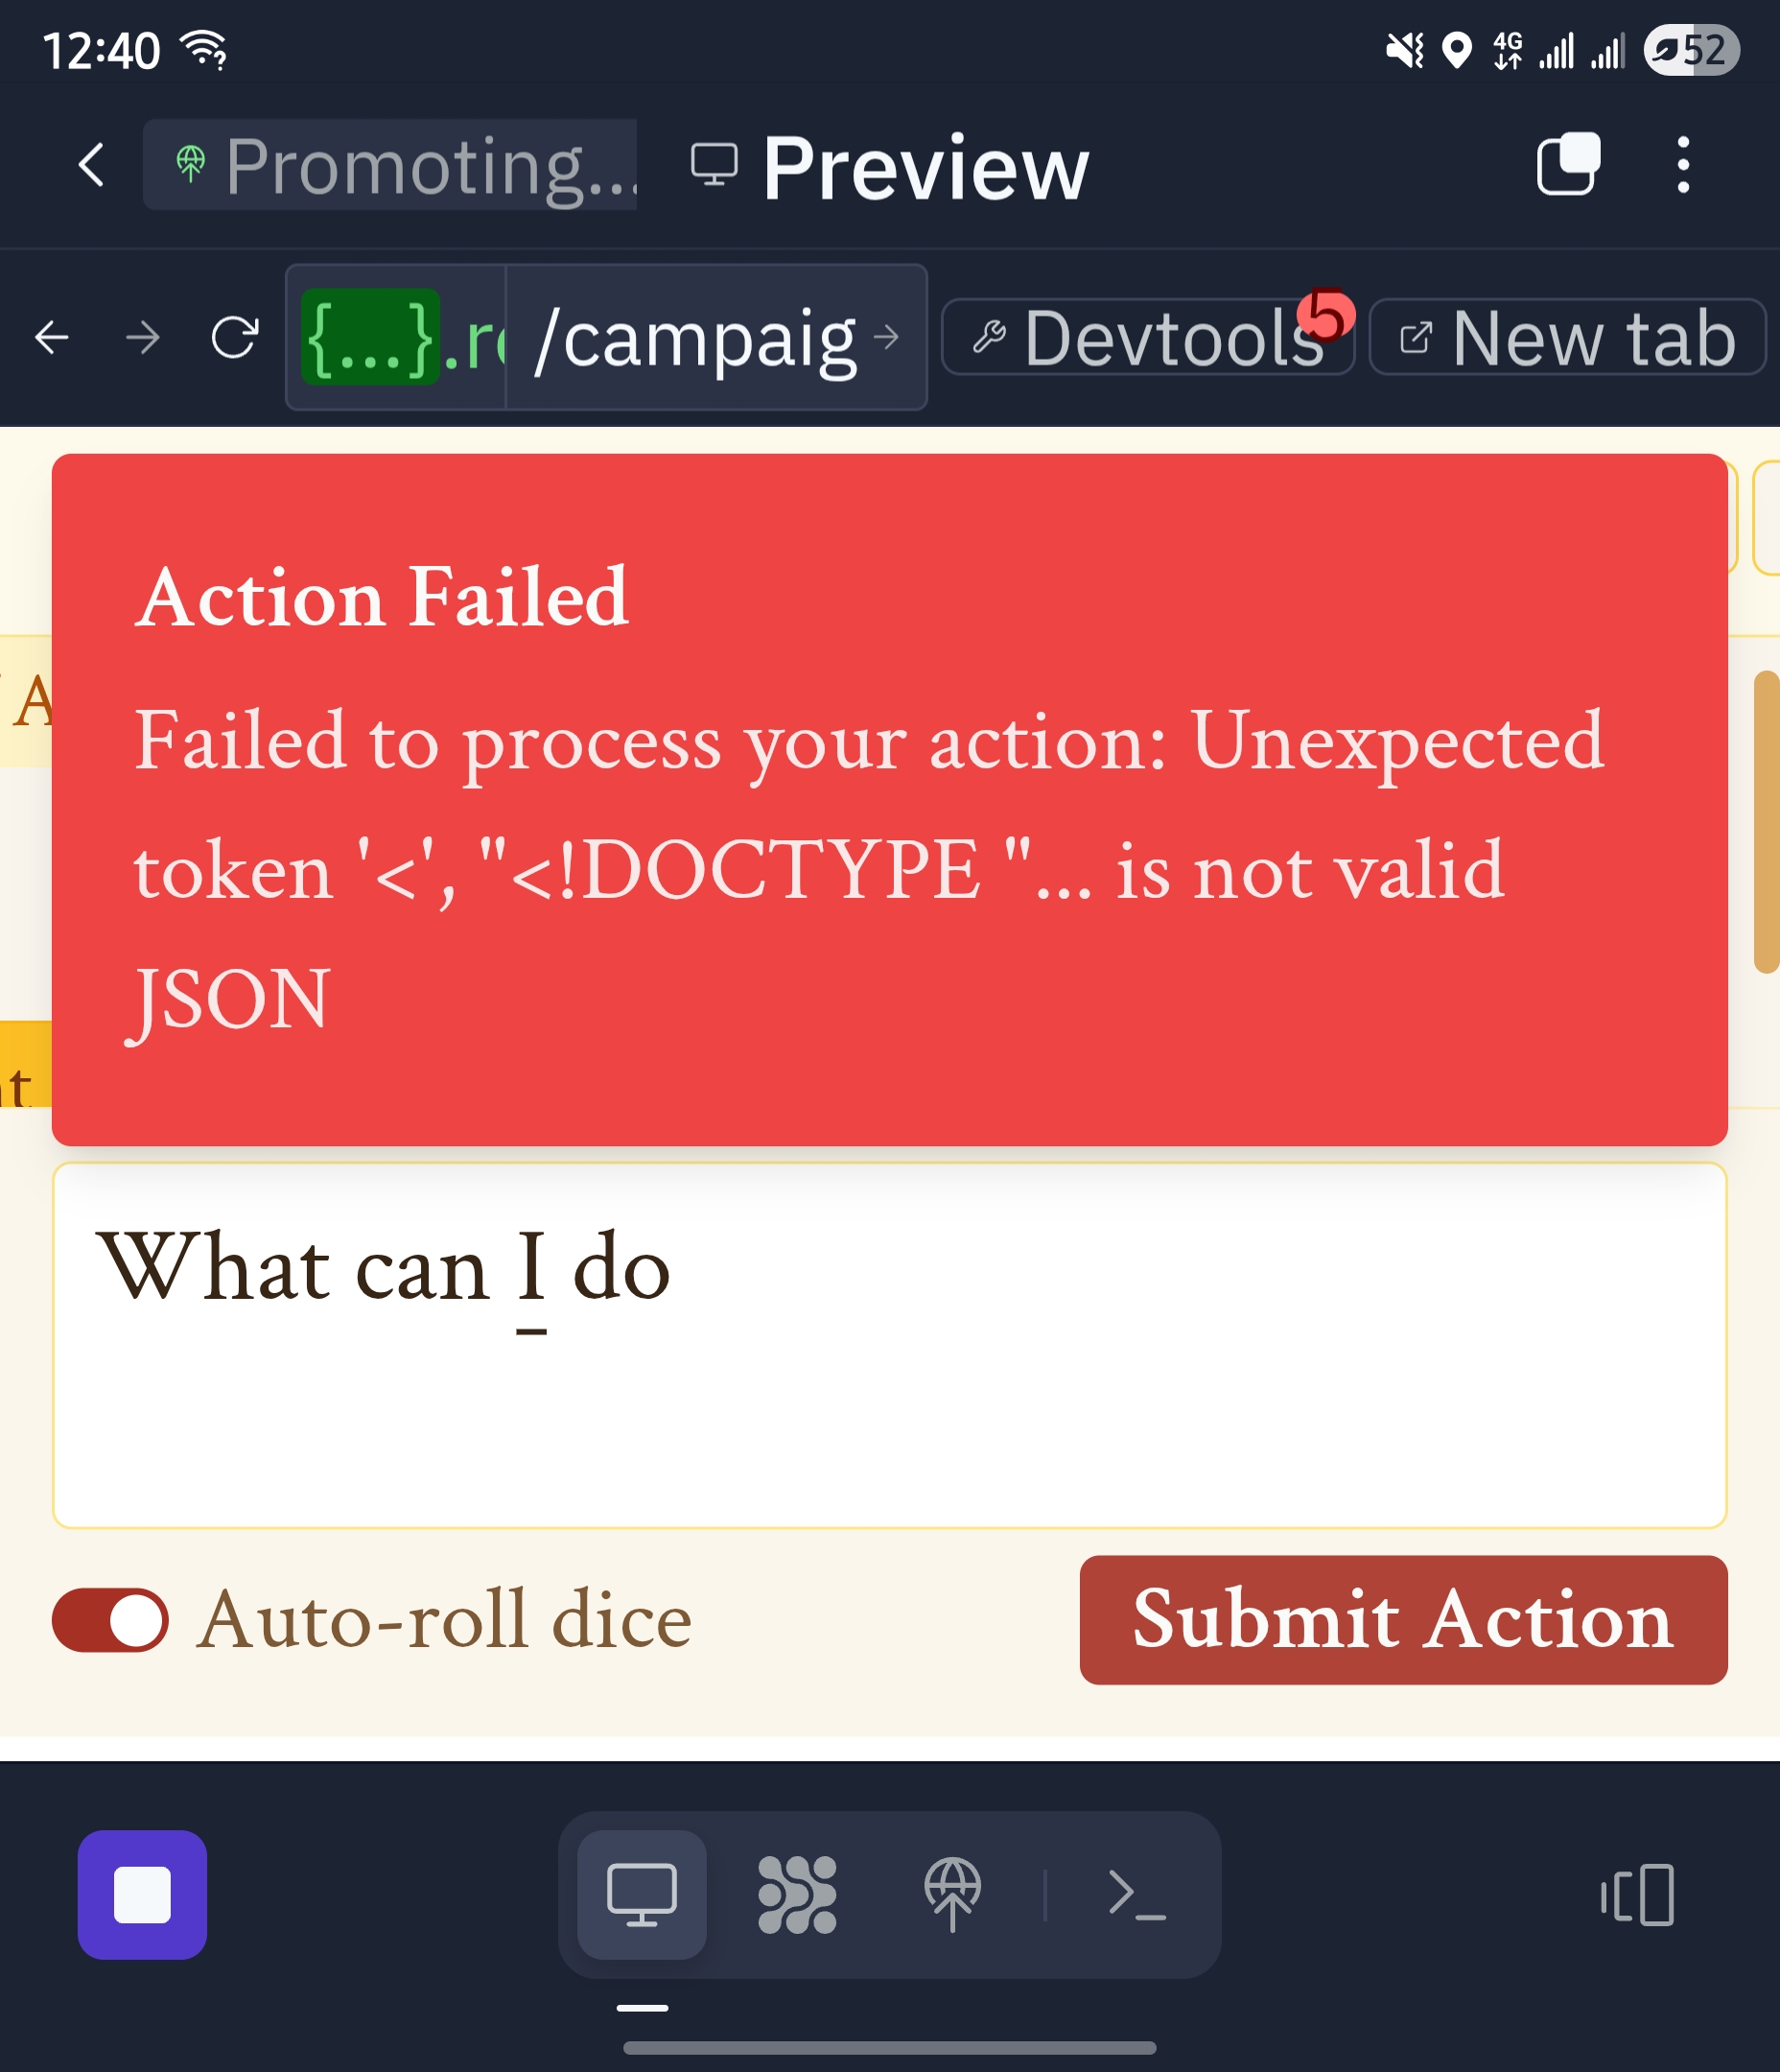 12:40
4G
52
Promoting...
Preview
{...}.r
/campaig
Devtools
5
New tab
A
Action Failed
Failed to process your action: Unexpected
token '<', "<!DOCTYPE "... is not valid
JSON
What can I do
Auto-roll dice
Submit Action